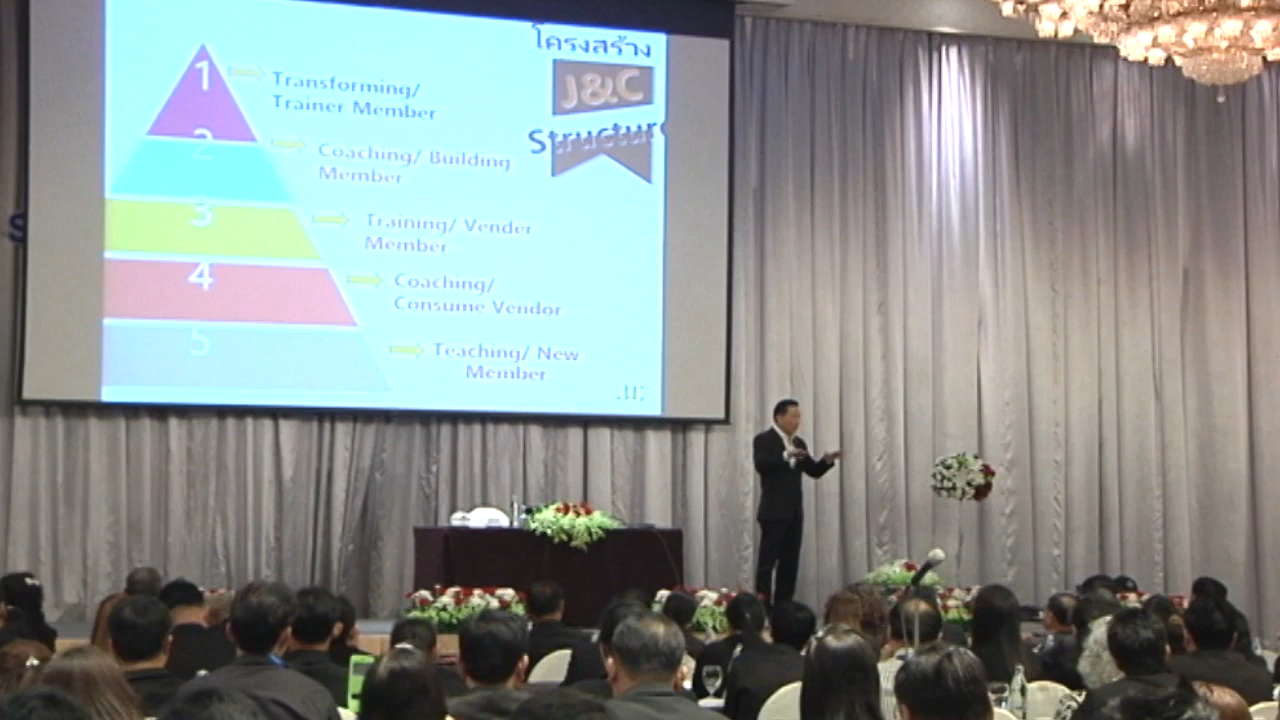 โครงสร้าง
J&C
Structure
1
Transforming/
Trainer Member
2
Coaching/ Building
Member
3
Training/ Vender
Member
4
Coaching/
Consume Vendor
5
Teaching/ New
Member